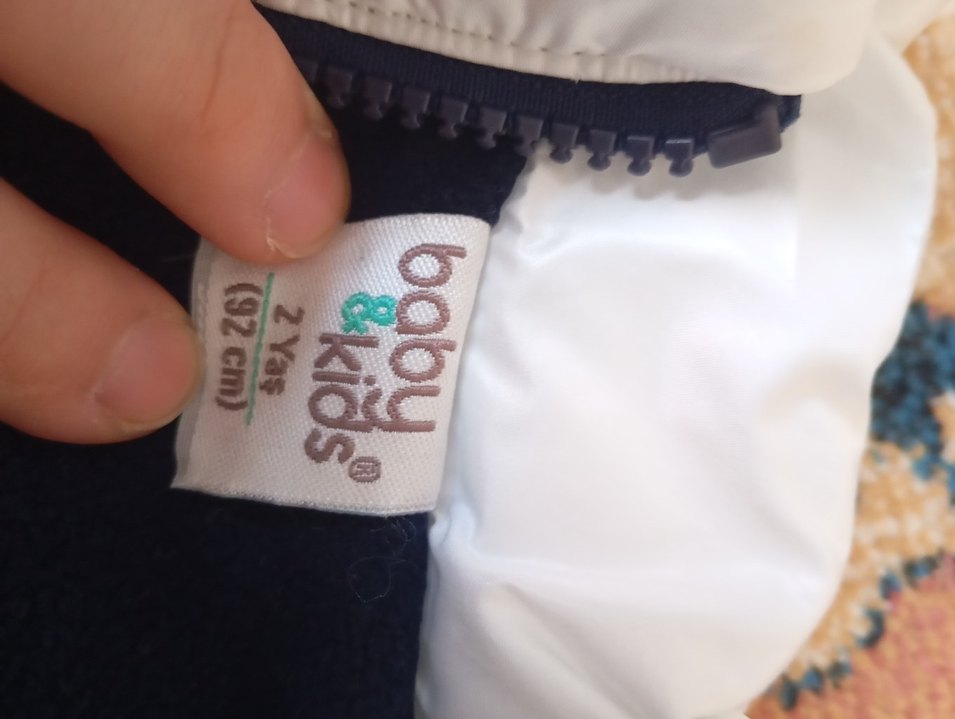 baby
&kids®
2 Yaş
(92 cm)